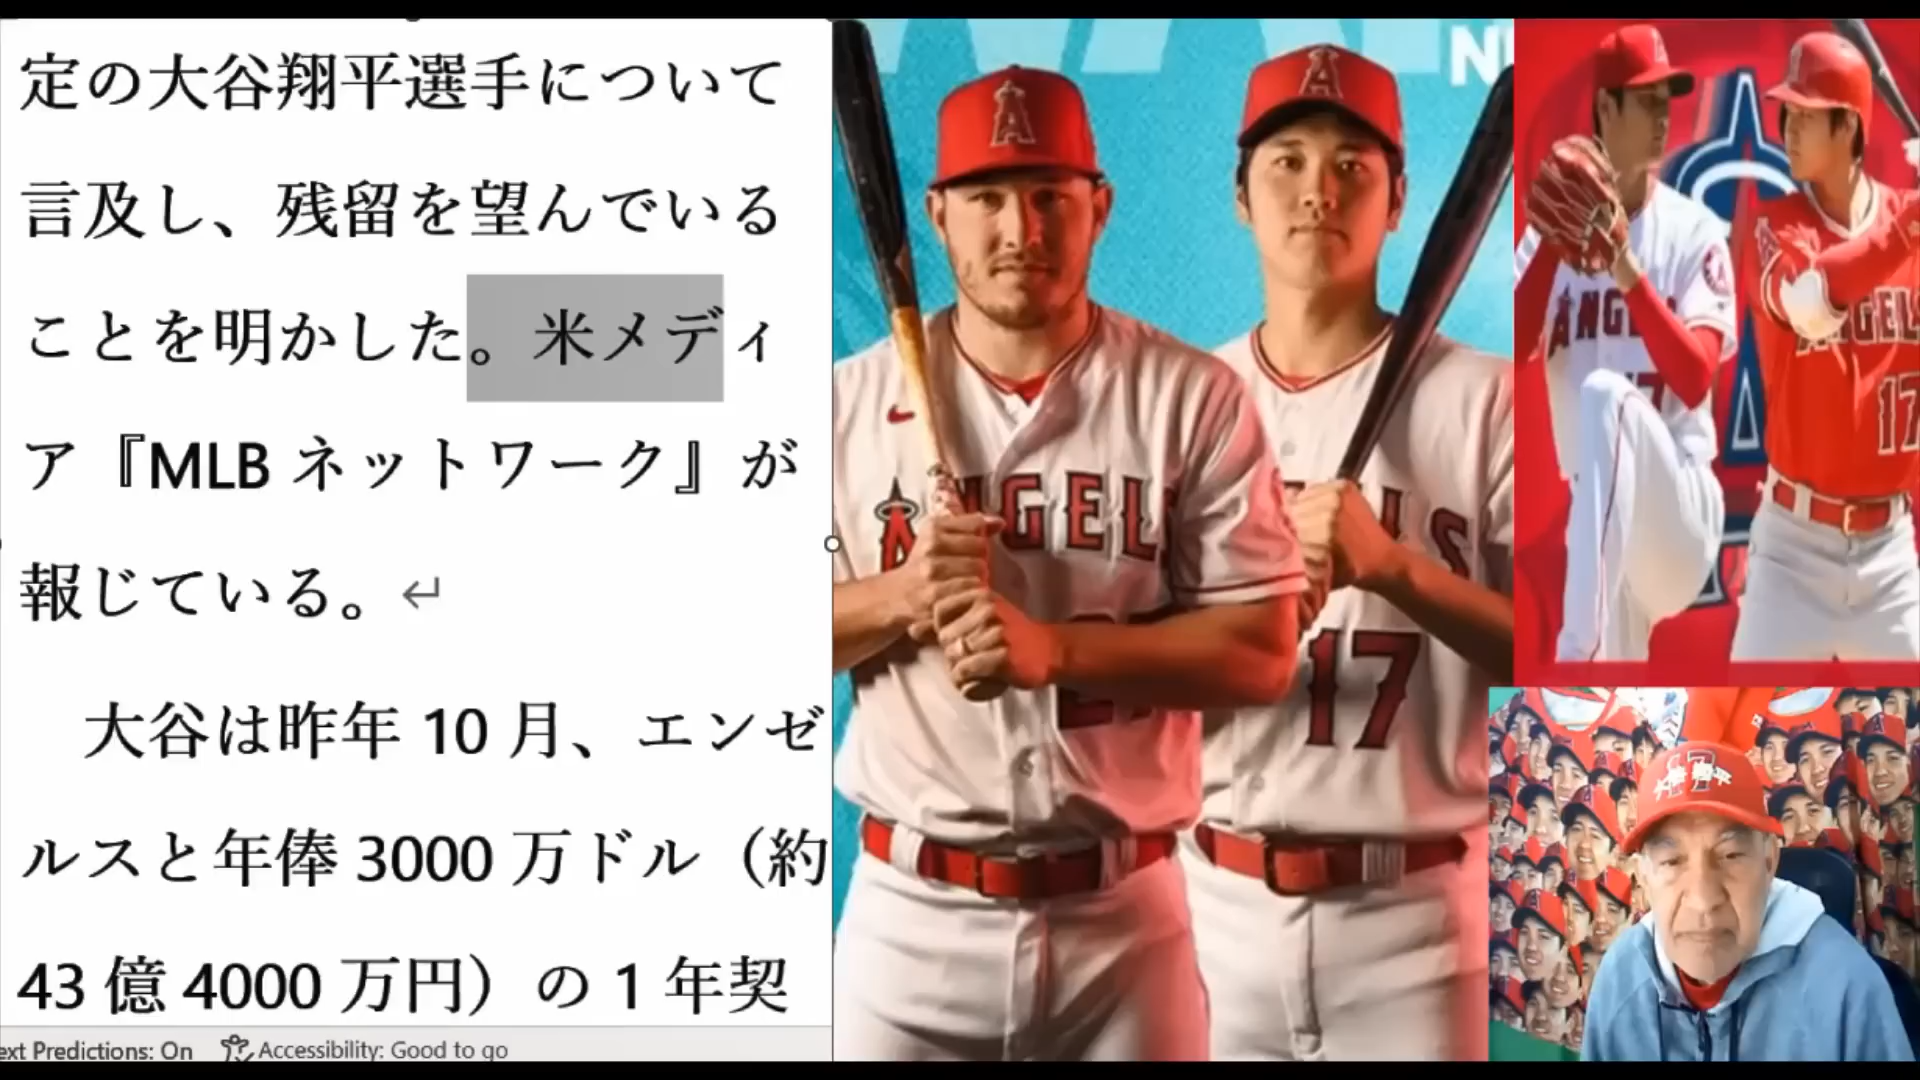 定の大谷翔平選手について
言及し、残留を望んでいる
ことを明かした。米メディ
ア『MLB ネットワーク』が
報じている。↵
大谷は昨年 10 月、エンゼ
ルスと年俸 3000 万ドル（約
43 億 4000 万円）の 1 年契
ext Predictions: On Accessibility: Good to go
A
A
ANGEL
LS
17
ANGE
17